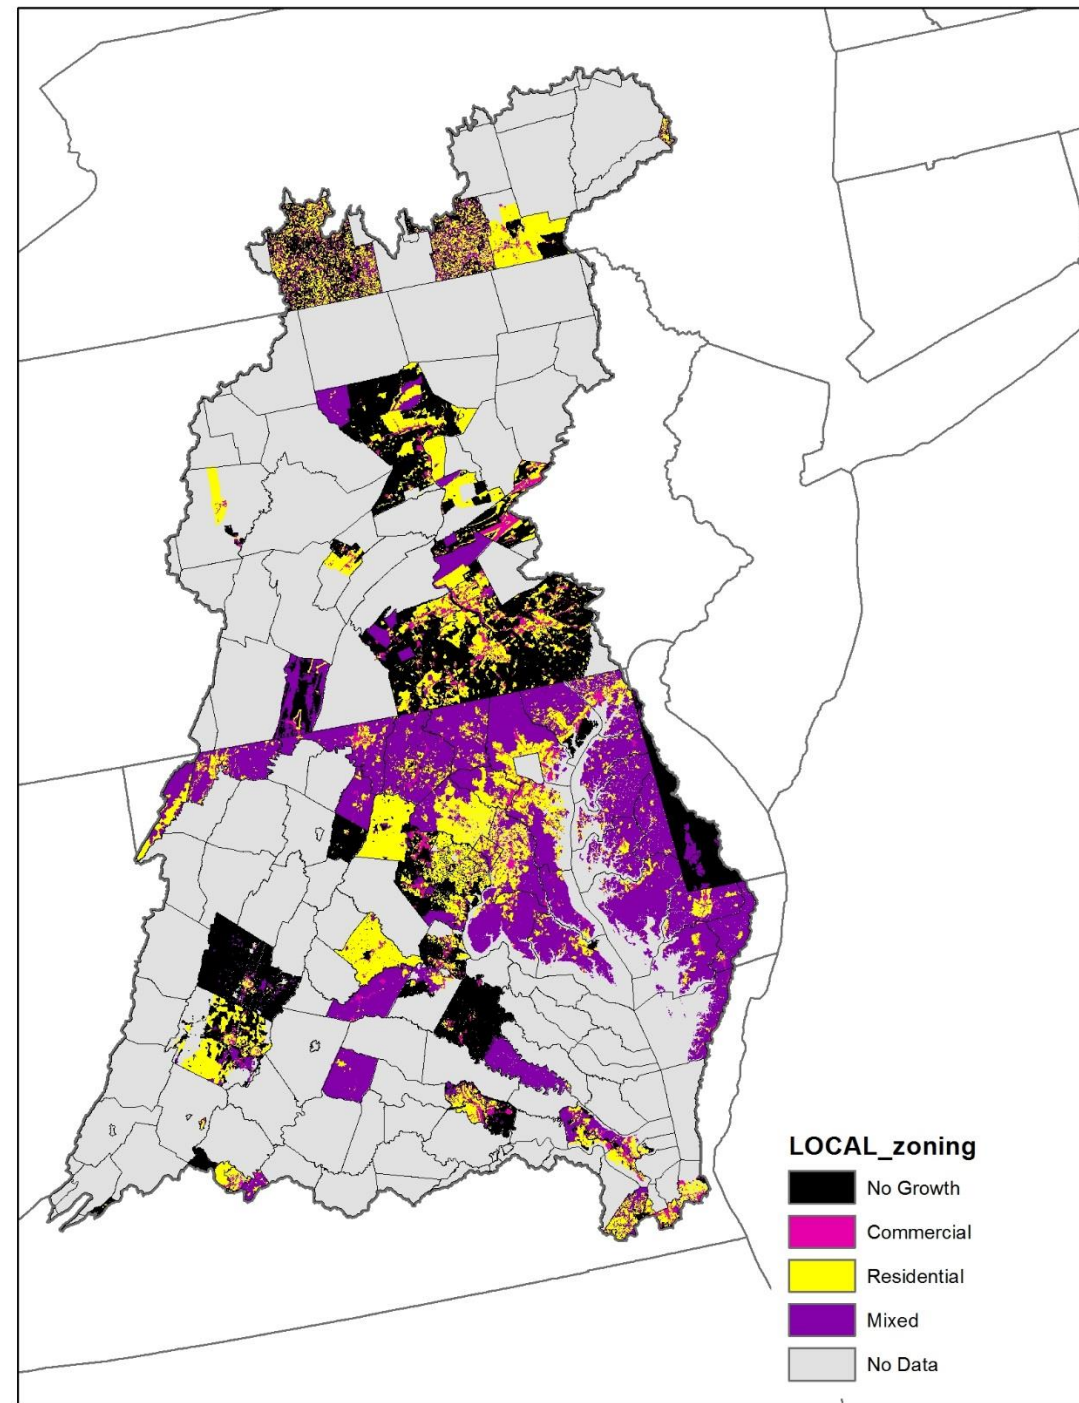 LOCAL_zoning
No Growth
Commercial
Residential
Mixed
No Data